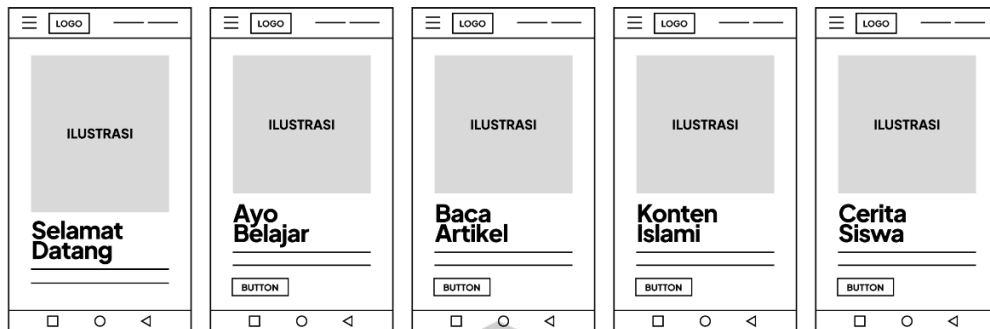 LOGO
ILUSTRASI
Selamat
Datang
LOGO
ILUSTRASI
Ayo
Belajar
BUTTON
LOGO
ILUSTRASI
Baca
Artikel
BUTTON
LOGO
ILUSTRASI
Konten
Islami
BUTTON
LOGO
ILUSTRASI
Cerita
Siswa
BUTTON